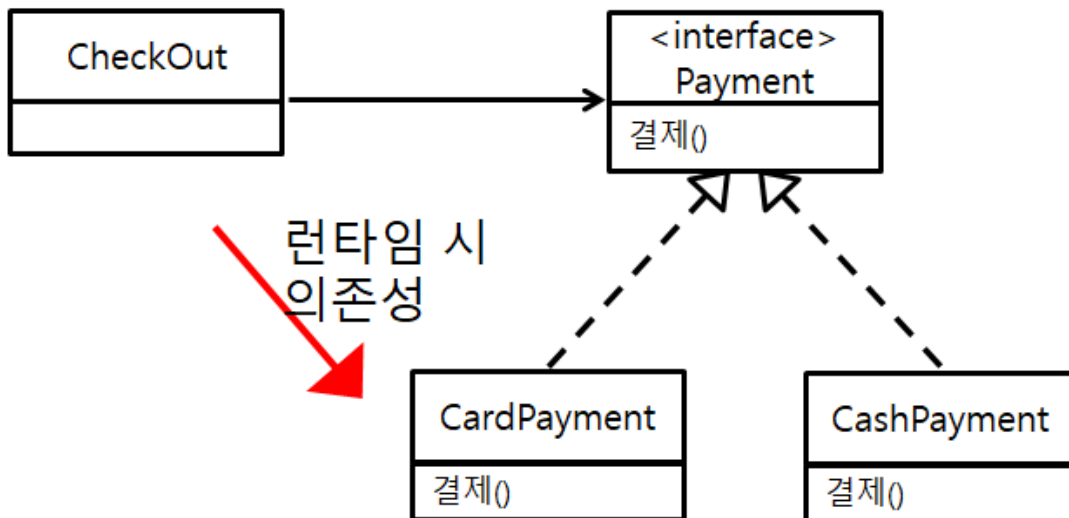 CheckOut
<interface>
Payment
결제()
런타임 시
의존성
CardPayment
결제()
CashPayment
결제()